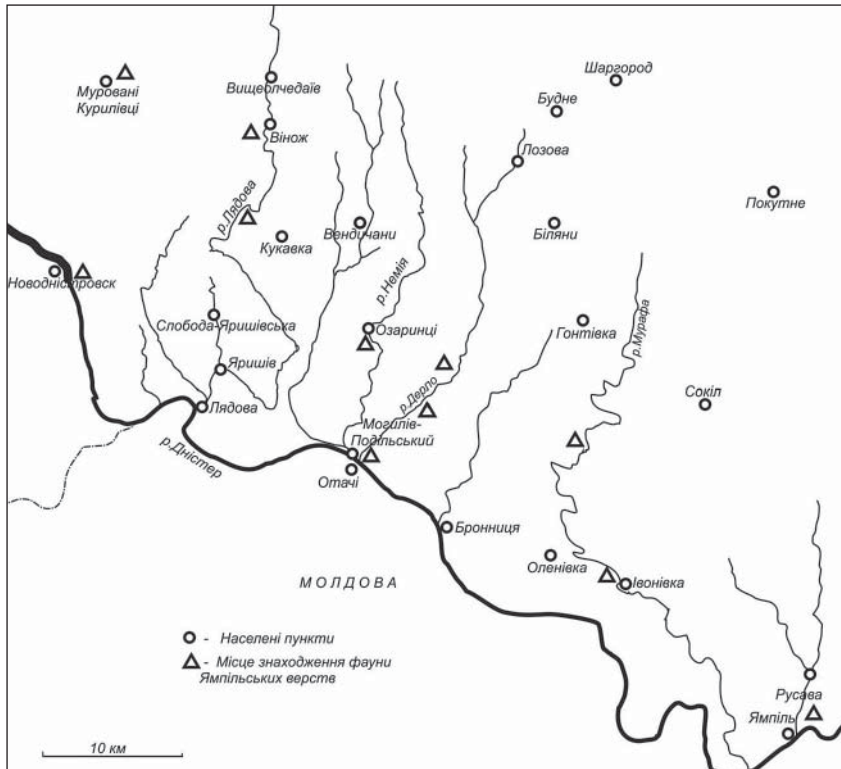 Шаргород
Муровані
Курилівці
Вищеолчедаїв
Будне
Вінож
Лозова
Покутне
р.Лядова
Кукавка
Вендичани
Біляни
Новодністровск
р.Немія
Слобода-Яришівська
Озаринці
Гонтівка
р.Мурафа
Яришів
р.Дерло
Сокіл
Лядова
Могилів-
Подільський
р.Дністер
Отачі
Бронниця
Оленівка
Івонівка
МОЛДОВА
- Населені пункти
- Місце знаходження фауни
Ямпільських верств
Русава
Ямпіль
10 км